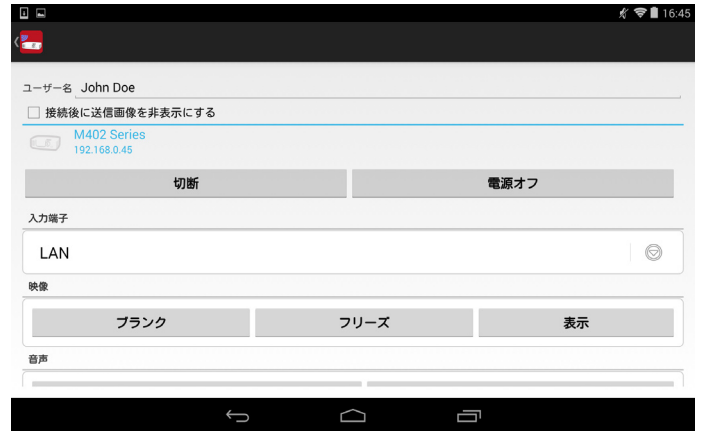 16:45
ユーザー名 John Doe
接続後に送信画像を非表示にする
M402 Series
192.168.0.45
切断 電源オフ
入力端子
LAN
映像
ブランク フリーズ 表示
音声